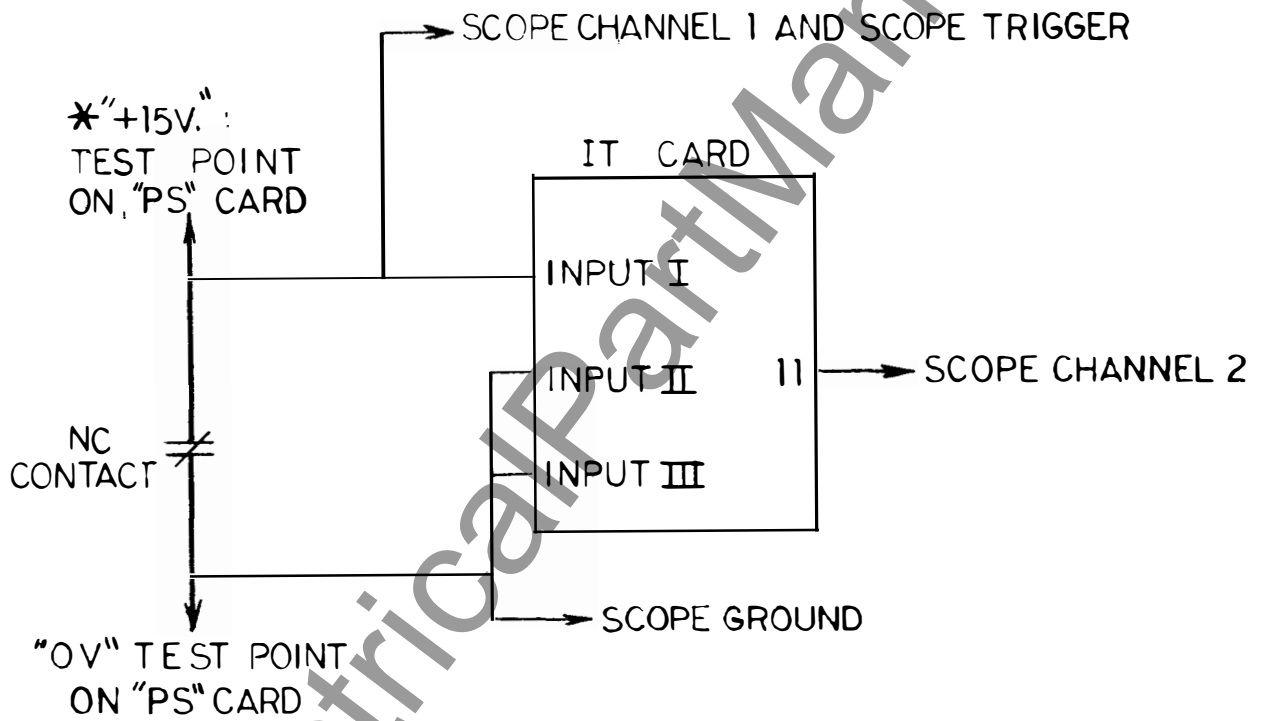 SCOPE CHANNEL 1 AND SCOPE TRIGGER
*"+15V."
TEST POINT
ON "PS" CARD
IT CARD
INPUT I
INPUT II
11
SCOPE CHANNEL 2
NC
CONTACT
INPUT III
SCOPE GROUND
"OV" TEST POINT
ON "PS" CARD
tricalPartMan